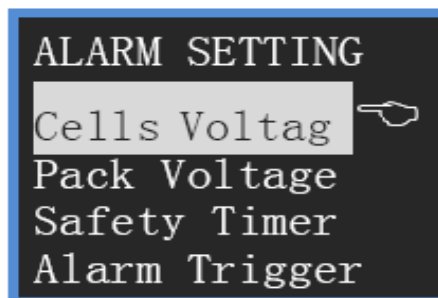 ALARM SETTING
Cells Voltag
Pack Voltage
Safety Timer
Alarm Trigger